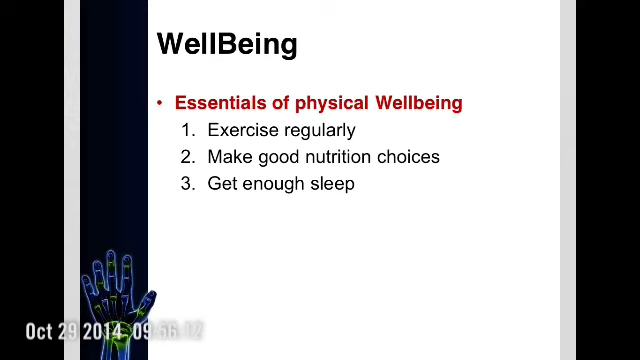 WellBeing
• Essentials of physical Wellbeing
1. Exercise regularly
2. Make good nutrition choices
3. Get enough sleep
Oct 29 2014 09:56:12